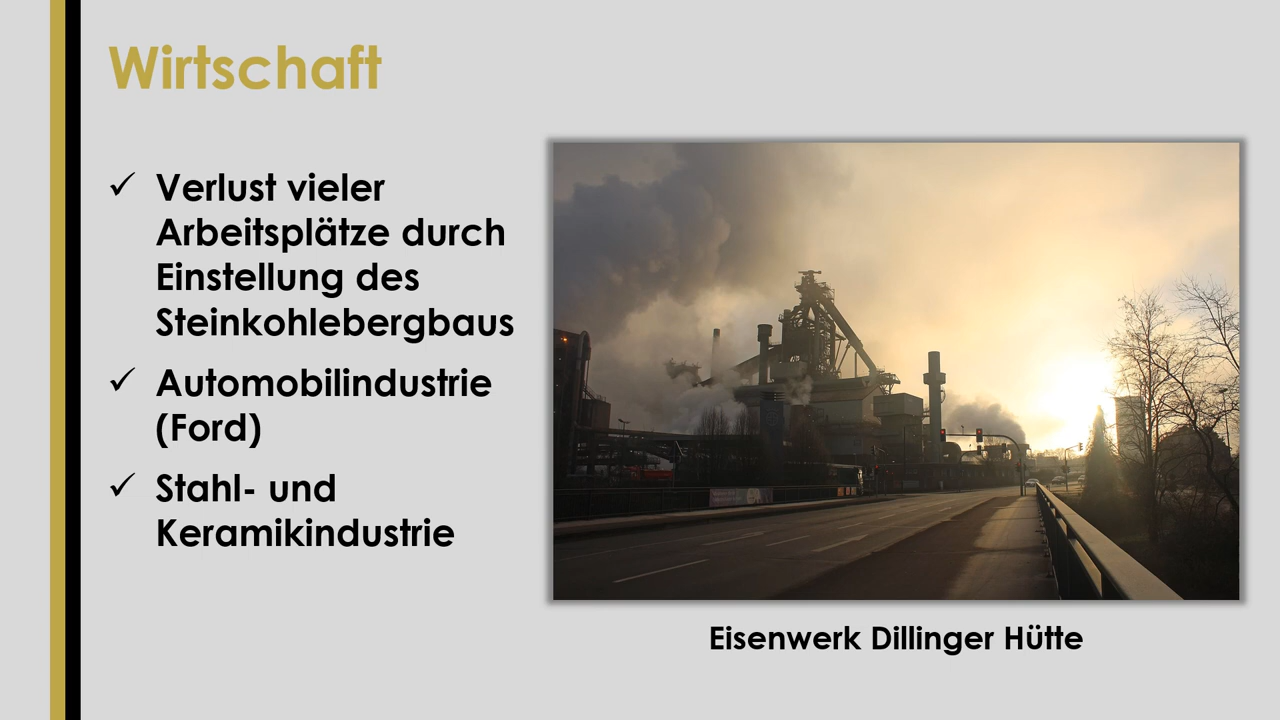 Wirtschaft
Verlust vieler
Arbeitsplätze durch
Einstellung des
Steinkohlebergbaus
Automobilindustrie
(Ford)
Stahl- und
Keramikindustrie
Eisenwerk Dillinger Hütte